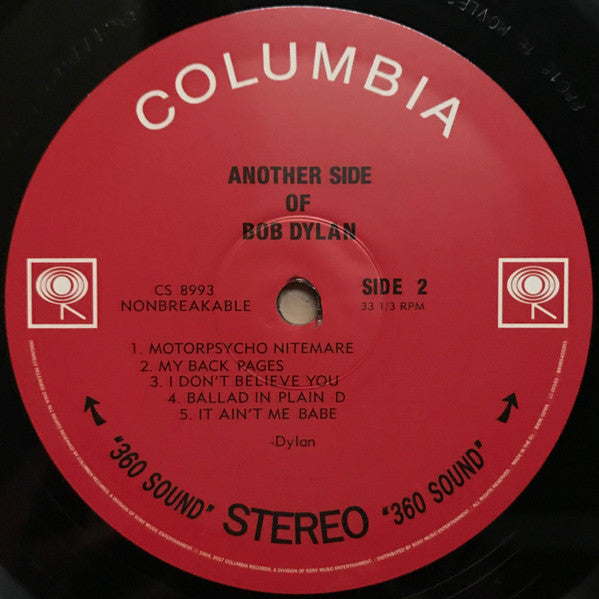 COLUMBIA
ANOTHER SIDE
OF
BOB DYLAN
CS 8993
NONBREAKABLE
SIDE 2
33 1/3 RPM
1. MOTORPSYCHO NITEMARE
2. MY BACK PAGES
3. I DON'T BELIEVE YOU
4. BALLAD IN PLAIN D
5. IT AIN'T ME BABE
-Dylan
"360 SOUND" STEREO "360 SOUND"